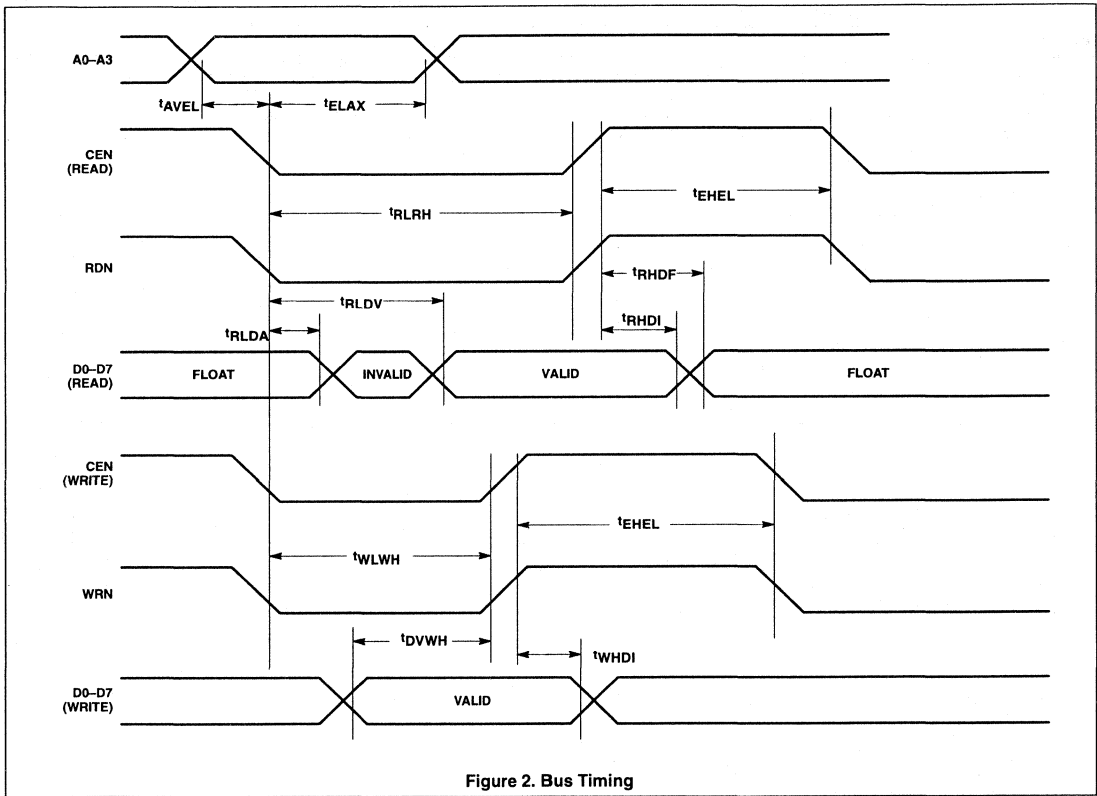 A0–A3
tAVEL
tELAX
CEN
(READ)
tEHEL
tRLRH
RDN
tRHDF
tRLDV
tRHDI
tRLDA
D0–D7
(READ)
FLOAT
INVALID
VALID
FLOAT
CEN
(WRITE)
tEHEL
tWLWH
WRN
tDVWH
tWHDI
D0–D7
(WRITE)
VALID
Figure 2. Bus Timing